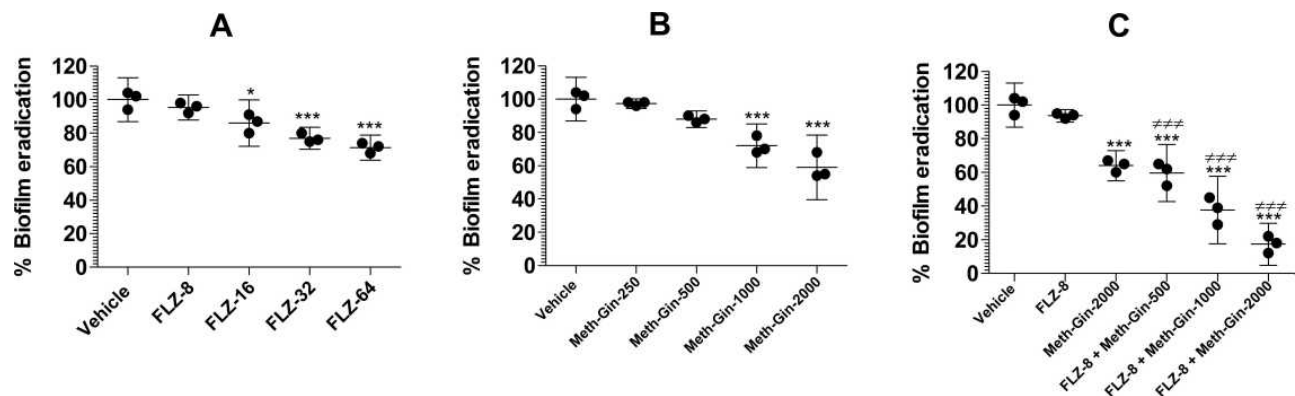 A
% Biofilm eradication
120
100
80
60
40
20
0
*
***
***
Vehicle
FLZ-8
FLZ-16
FLZ-32
FLZ-64
B
% Biofilm eradication
120
100
80
60
40
20
0
***
***
Vehicle
Meth-Gin-250
Meth-Gin-500
Meth-Gin-1000
Meth-Gin-2000
C
% Biofilm eradication
120
100
80
60
40
20
0
***
≠≠≠
***
≠≠≠
***
≠≠≠
***
Vehicle
FLZ-8
Meth-Gin-2000
FLZ-8 + Meth-Gin-500
FLZ-8 + Meth-Gin-1000
FLZ-8 + Meth-Gin-2000